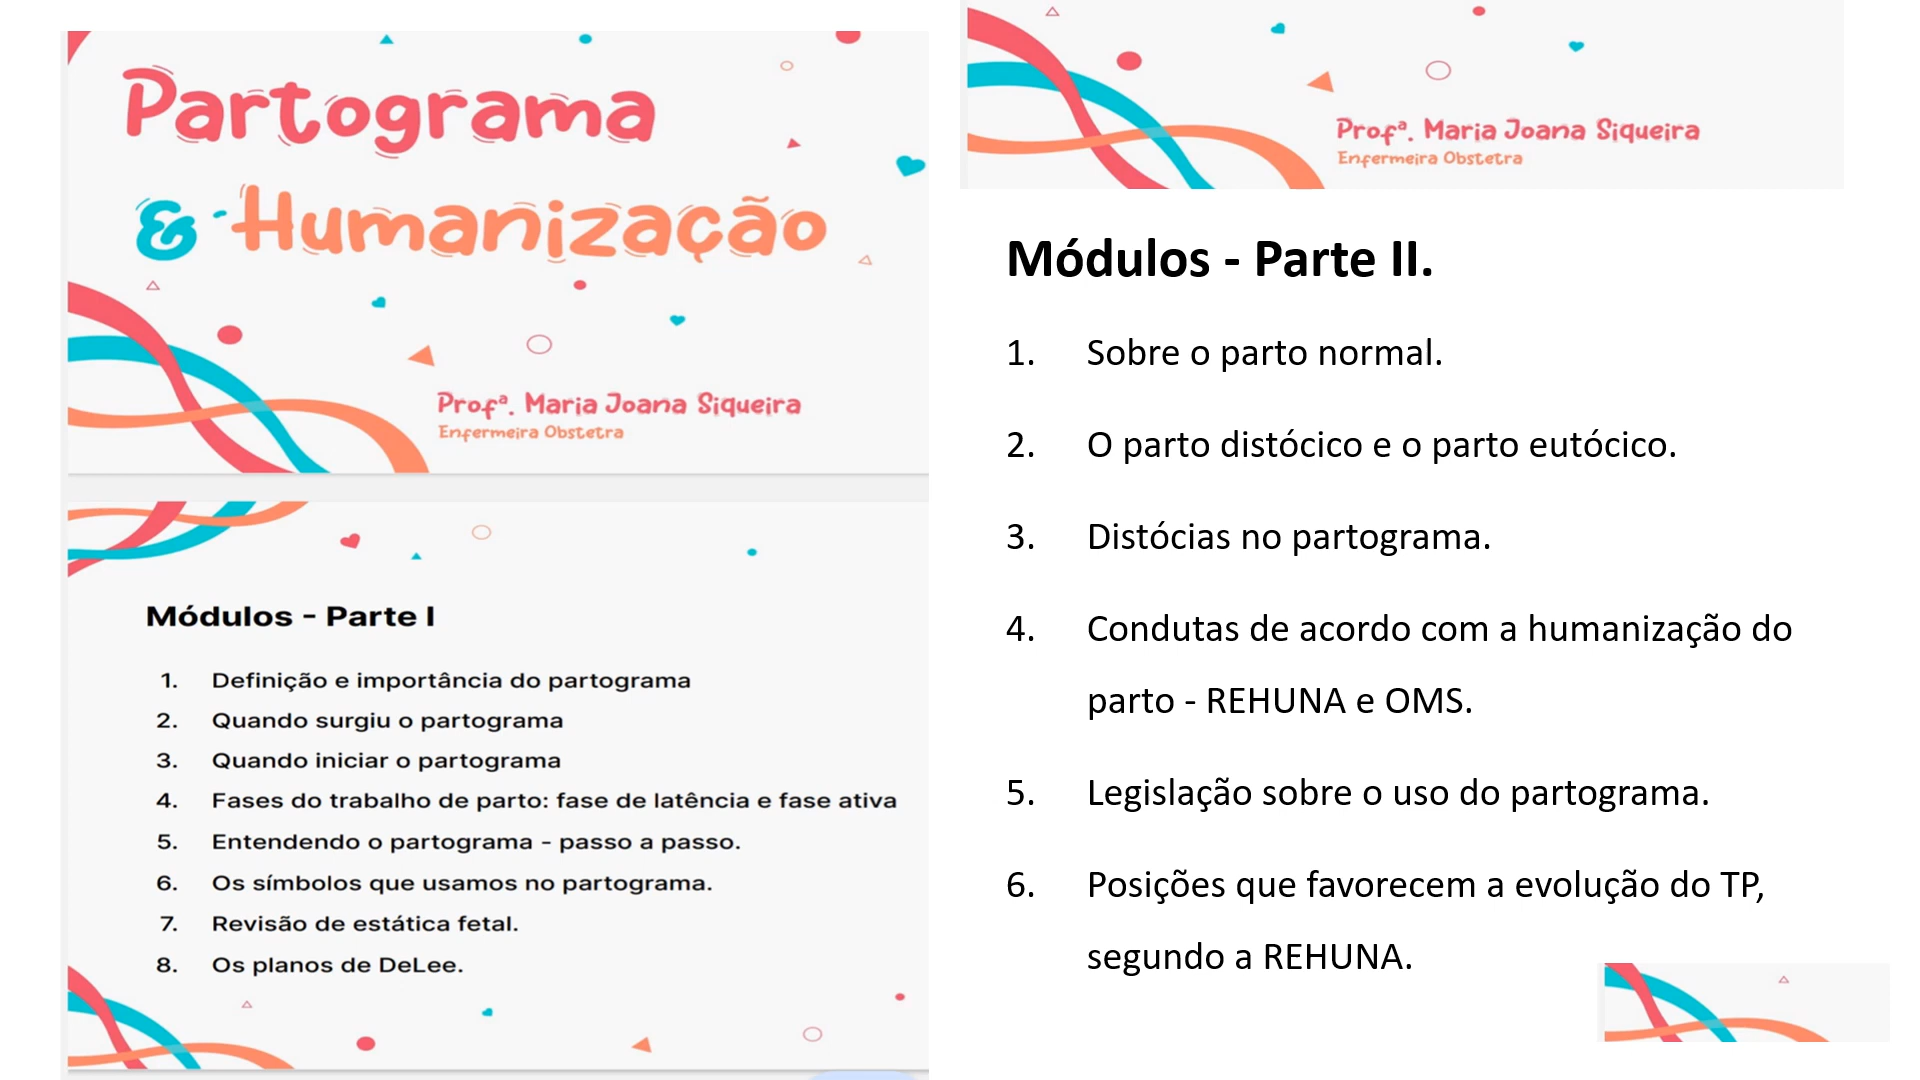 Partograma
& Humanização
Profª. Maria Joana Siqueira
Enfermeira Obstetra
Módulos - Parte I
1. Definição e importância do partograma
2. Quando surgiu o partograma
3. Quando iniciar o partograma
4. Fases do trabalho de parto: fase de latência e fase ativa
5. Entendendo o partograma - passo a passo.
6. Os símbolos que usamos no partograma.
7. Revisão de estática fetal.
8. Os planos de DeLee.
Profª. Maria Joana Siqueira
Enfermeira Obstetra
Módulos - Parte II.
1. Sobre o parto normal.
2. O parto distócico e o parto eutócico.
3. Distócias no partograma.
4. Condutas de acordo com a humanização do
parto - REHUNA e OMS.
5. Legislação sobre o uso do partograma.
6. Posições que favorecem a evolução do TP,
segundo a REHUNA.